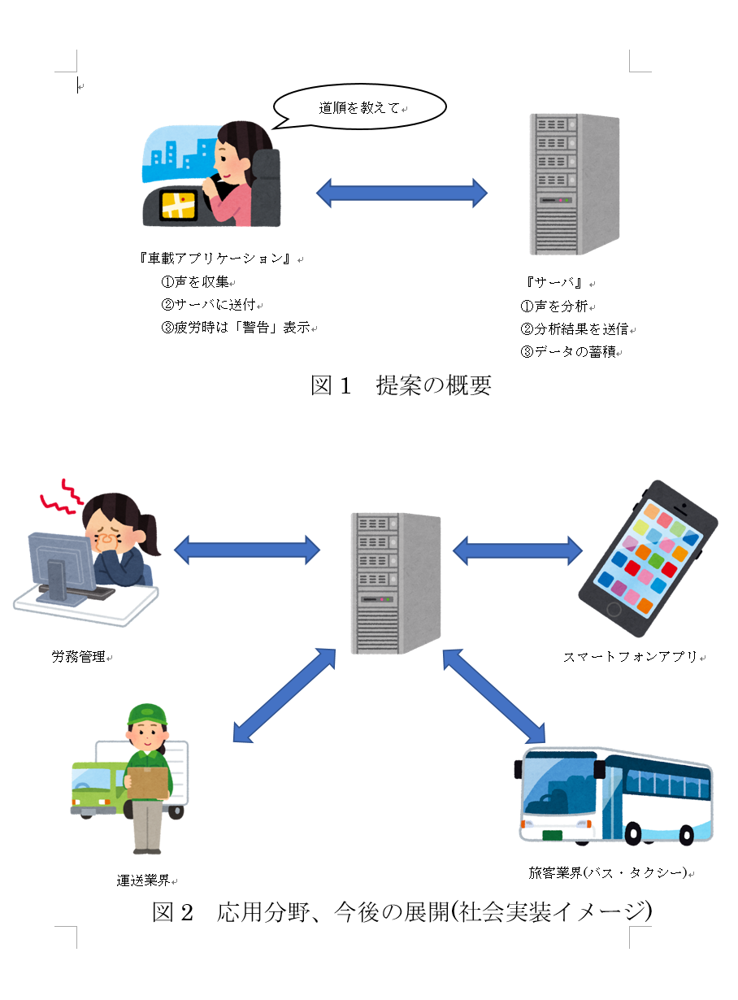 道順を教えて
『車載アプリケーション』
①声を収集
②サーバに送付
③疲労時は「警告」表示
『サーバ』
①声を分析
②分析結果を送信
③データの蓄積
図1　提案の概要
労務管理
スマートフォンアプリ
運送業界
旅客業界(バス・タクシー)
図2　応用分野、今後の展開(社会実装イメージ)